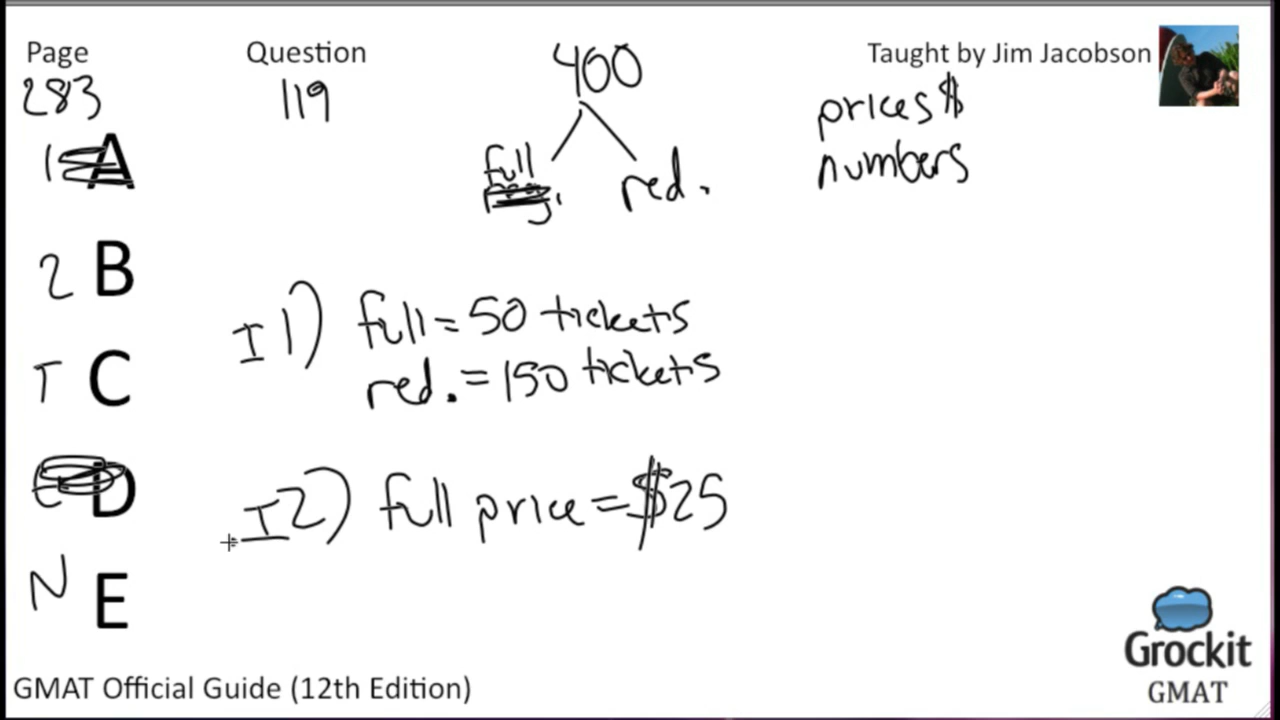 Page
283
Question
119
400
full
red.
Taught by Jim Jacobson
prices $
numbers
1 A
2 B
T C
D
N E
I 1) full = 50 tickets
red. = 150 tickets
I 2) full price = $25
GMAT Official Guide (12th Edition)
Grockit
GMAT